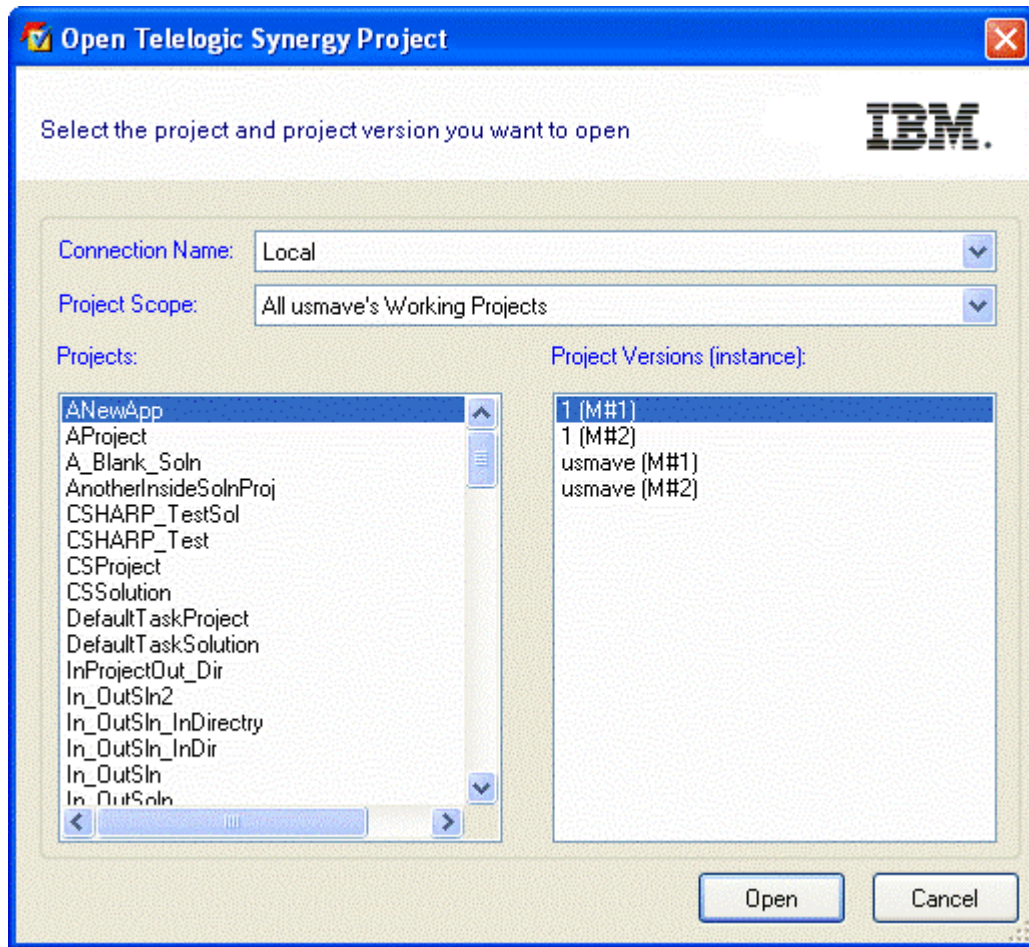 Open Telelogic Synergy Project
Select the project and project version you want to open
IBM.
Connection Name:
Local
Project Scope:
All usmave's Working Projects
Projects:
ANewApp
AProject
A_Blank_Soln
AnotherInsideSolnProj
CSHARP_TestSol
CSHARP_Test
CSProject
CSSolution
DefaultTaskProject
DefaultTaskSolution
InProjectOut_Dir
In_OutSln2
In_OutSln_InDirectry
In_OutSln_InDir
In_OutSln
In_OutSoln
Project Versions (instance):
1 (M#1)
1 (M#2)
usmave (M#1)
usmave (M#2)
Open
Cancel